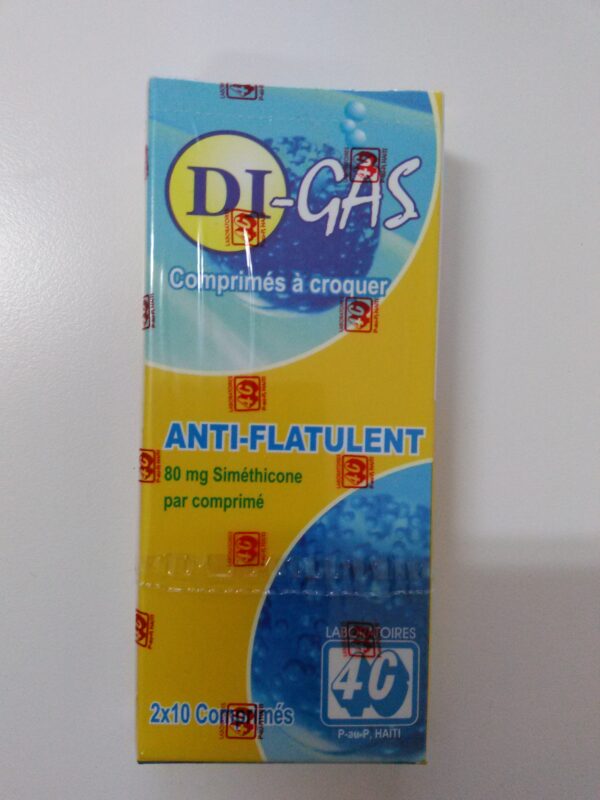 DI-GAS
Comprimés à croquer
ANTI-FLATULENT
80 mg Siméthicone
par comprimé
LABORATOIRES
4C
P-au-P, HAITI
2x10 Comprimés